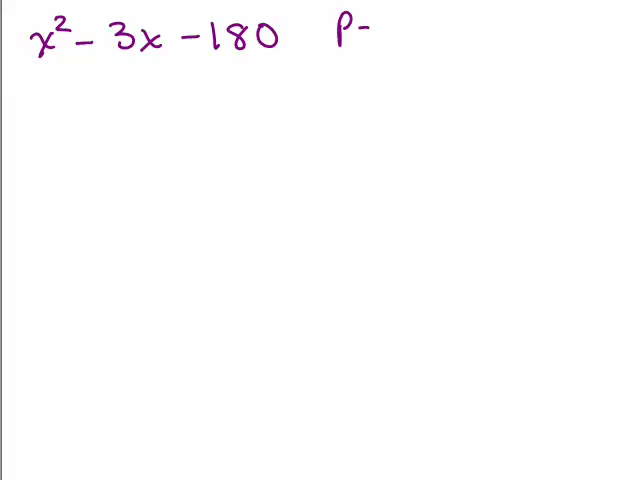 x² - 3x - 180 P-